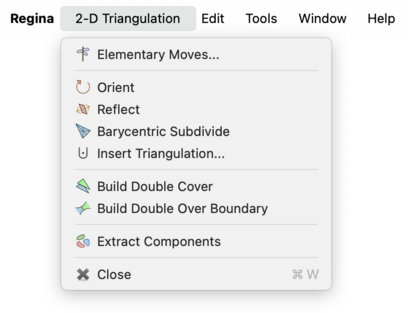 Regina 2-D Triangulation Edit Tools Window Help
Elementary Moves...
Orient
Reflect
Barycentric Subdivide
Insert Triangulation...
Build Double Cover
Build Double Over Boundary
Extract Components
Close ⌘ W